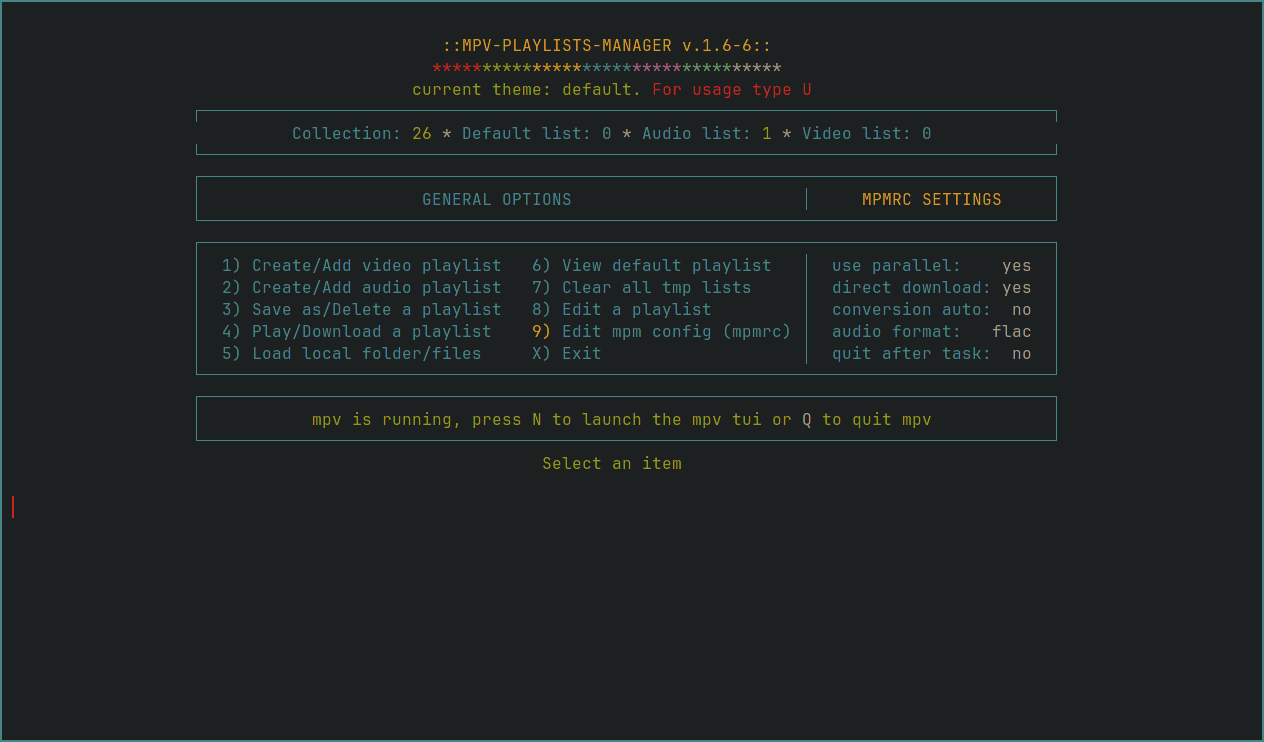 ::MPV-PLAYLISTS-MANAGER v.1.6-6::
***********************************
current theme: default. For usage type U
Collection: 26 * Default list: 0 * Audio list: 1 * Video list: 0
GENERAL OPTIONS MPMRC SETTINGS
1) Create/Add video playlist 6) View default playlist use parallel: yes
2) Create/Add audio playlist 7) Clear all tmp lists direct download: yes
3) Save as/Delete a playlist 8) Edit a playlist conversion auto: no
4) Play/Download a playlist 9) Edit mpm config (mpmrc) audio format: flac
5) Load local folder/files X) Exit quit after task: no
mpv is running, press N to launch the mpv tui or Q to quit mpv
Select an item